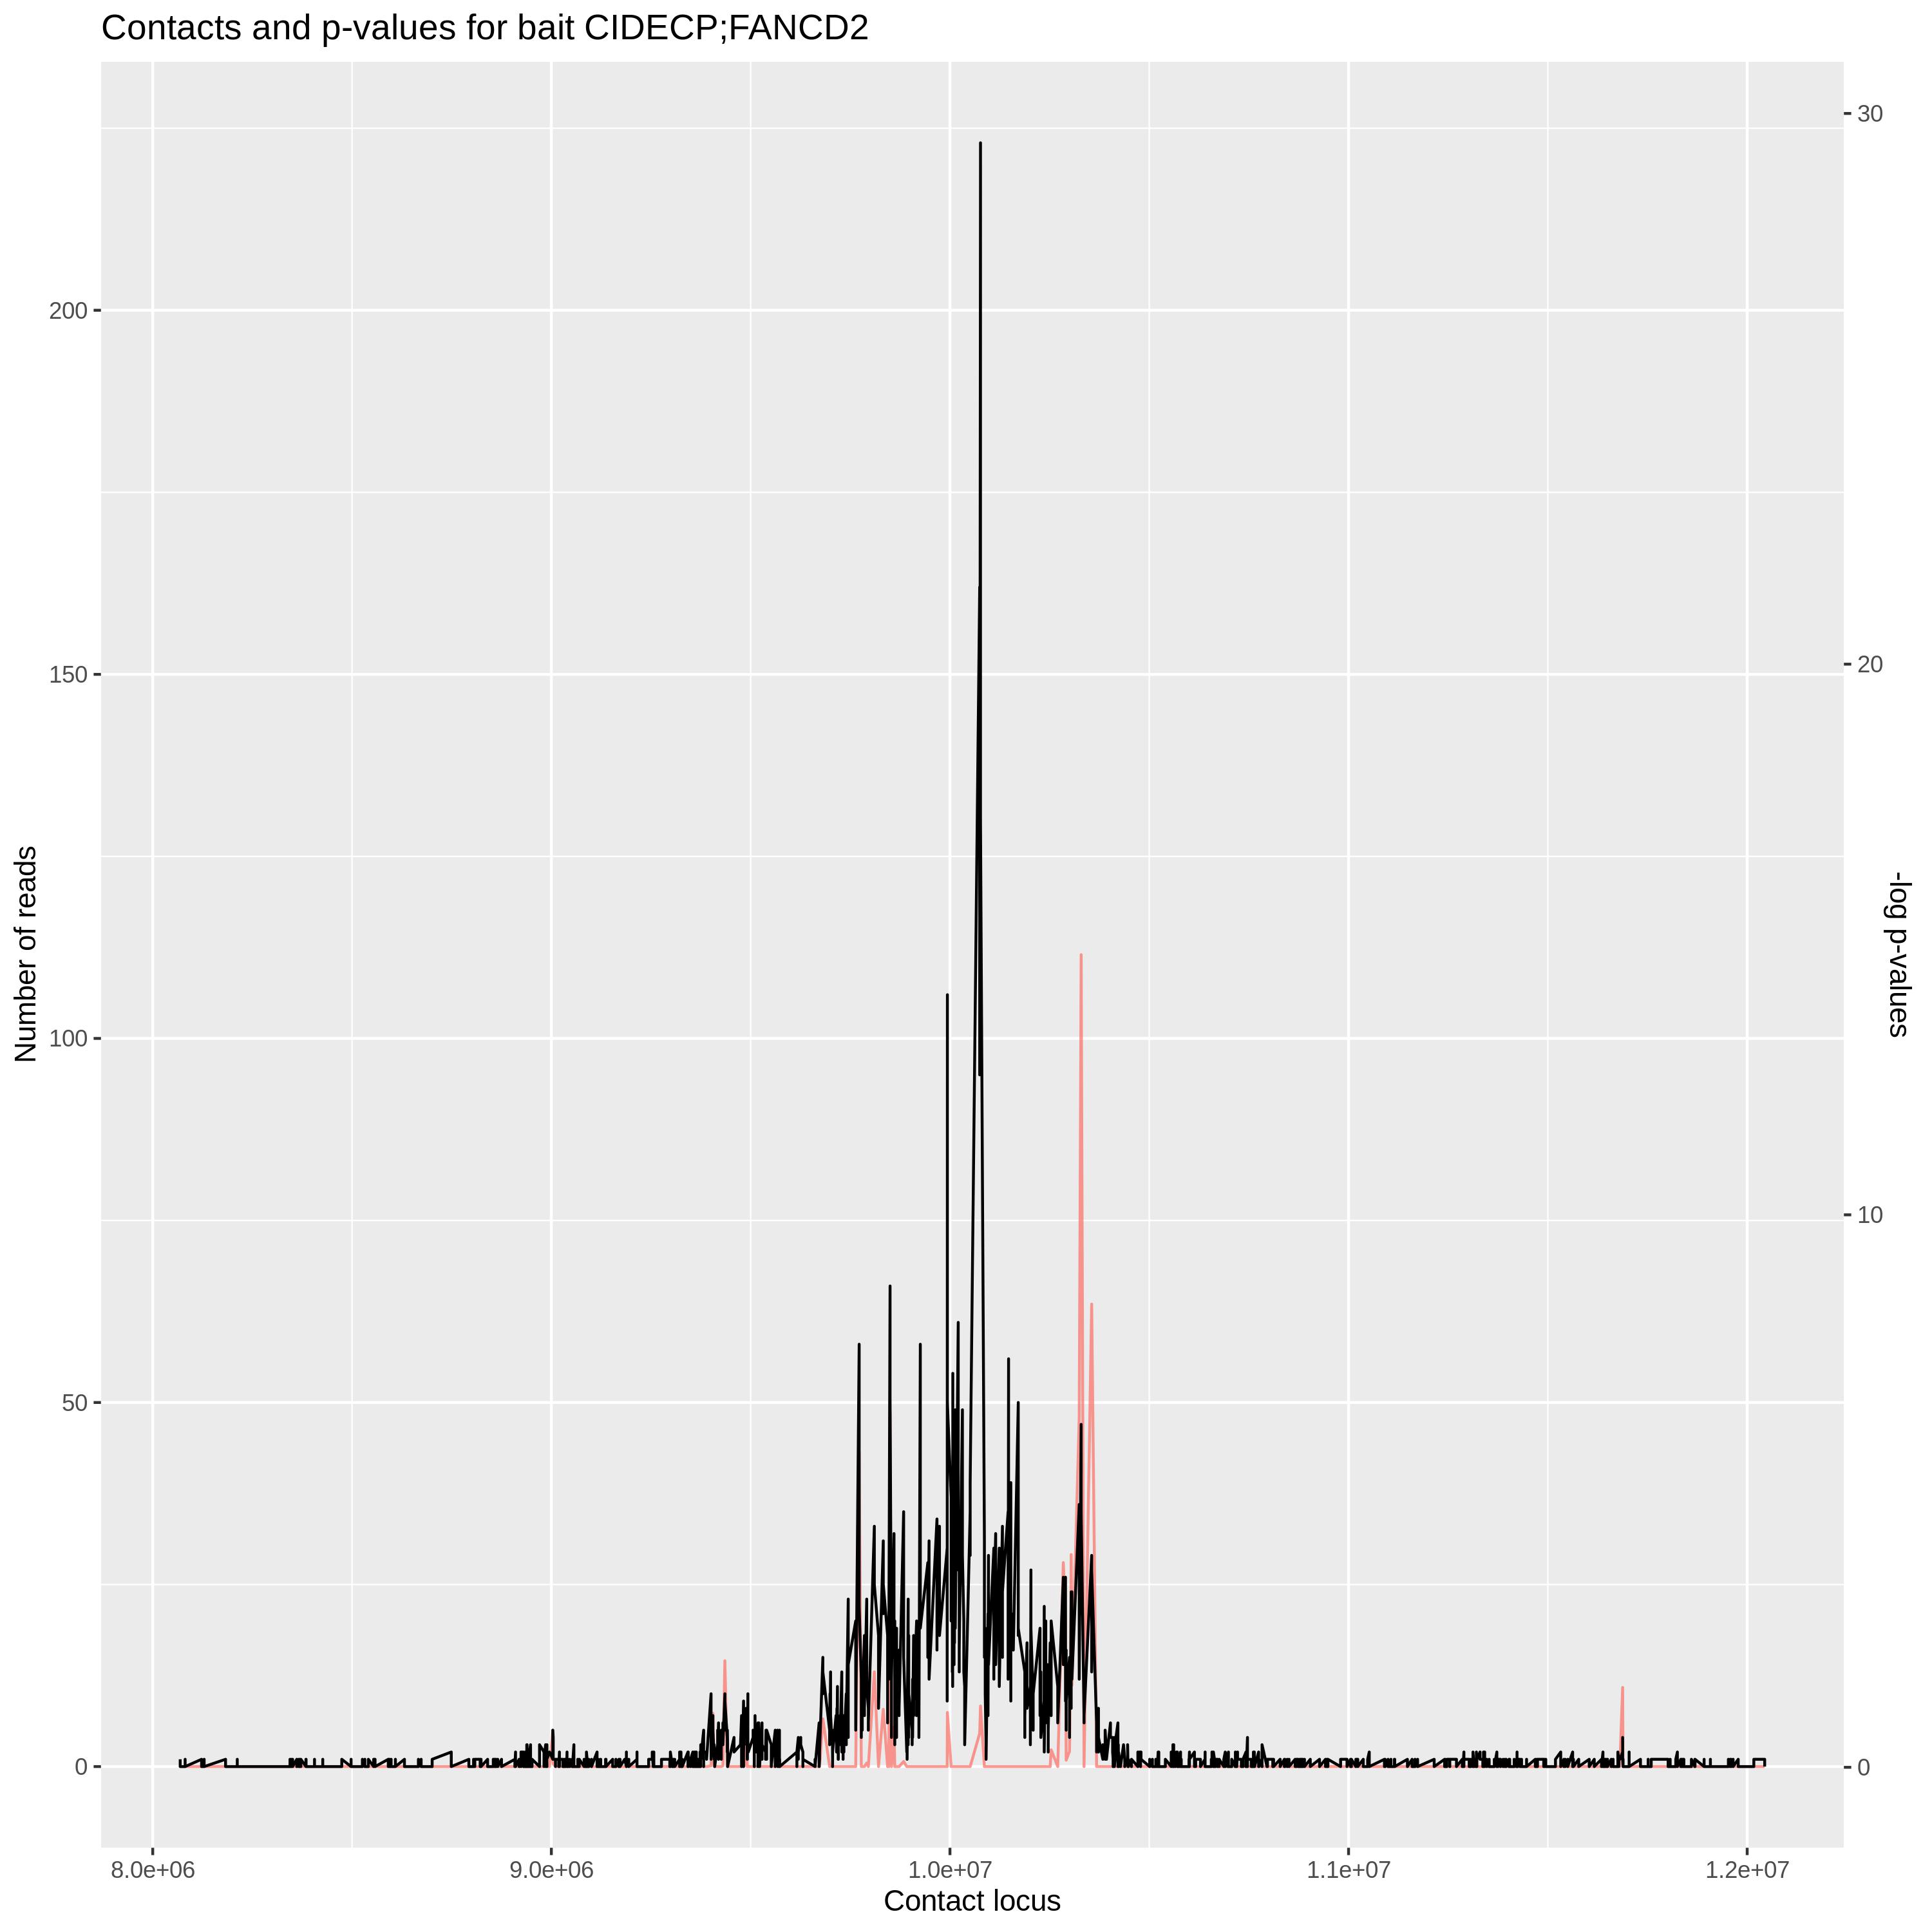 Contacts and p-values for bait CIDECP;FANCD2
Number of reads
200
150
100
50
0
30
20
10
0
-log p-values
8.0e+06
9.0e+06
1.0e+07
1.1e+07
1.2e+07
Contact locus